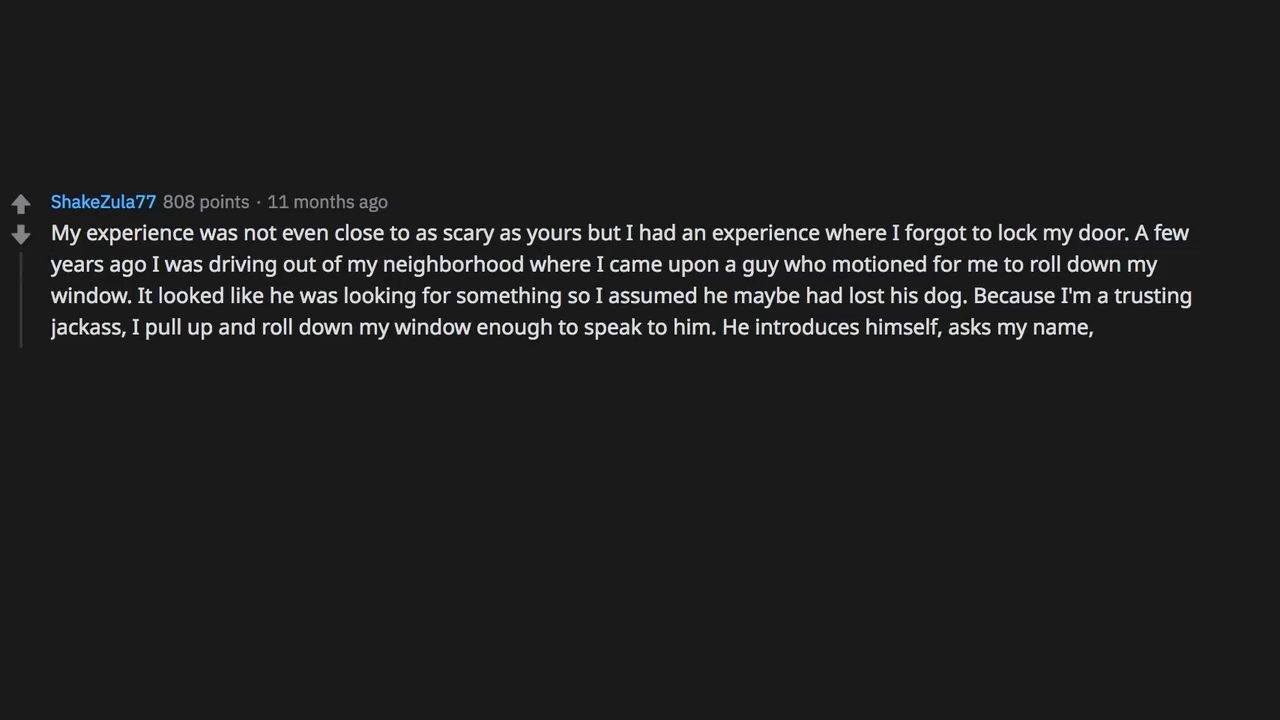 ShakeZula77 808 points · 11 months ago
My experience was not even close to as scary as yours but I had an experience where I forgot to lock my door. A few
years ago I was driving out of my neighborhood where I came upon a guy who motioned for me to roll down my
window. It looked like he was looking for something so I assumed he maybe had lost his dog. Because I'm a trusting
jackass, I pull up and roll down my window enough to speak to him. He introduces himself, asks my name,